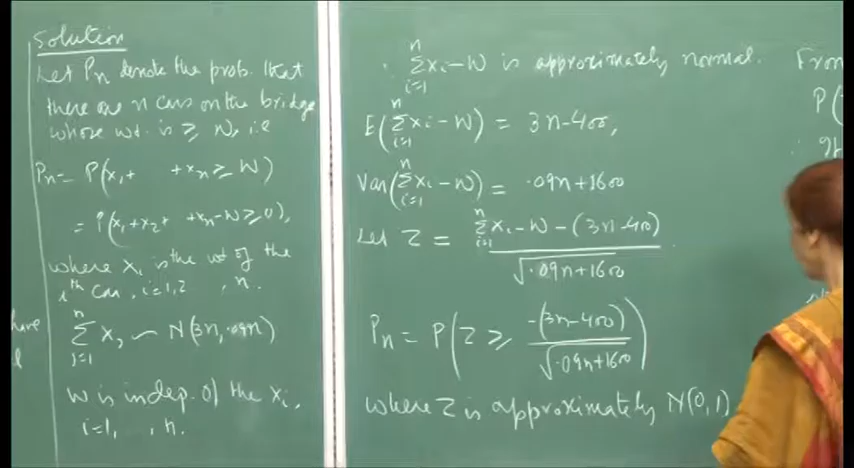 Solution
Let Pn denote the prob. that
there are n cars on the bridge
whose wt. is ≥ W, i.e
Pn = P(x1+ +xn ≥ W)
= P(x1+x2+ +xn-W ≥ 0),
where xi is the wt of the
ith car, i=1,2 , n.
n
Σ xi ∼ N(3n, .09n)
i=1
W is indep. of the xi,
i=1, , n.
have
n
Σ xi - W is approximately normal.
i=1
E(Σ xi - W) = 3n-400,
Var(Σ xi - W) = .09n+1600
Let Z = Σ xi - W - (3n-400) / √.09n+1600
Pn = P(Z ≥ -(3n-400) / √.09n+1600)
where Z is approximately N(0,1)
From
P(